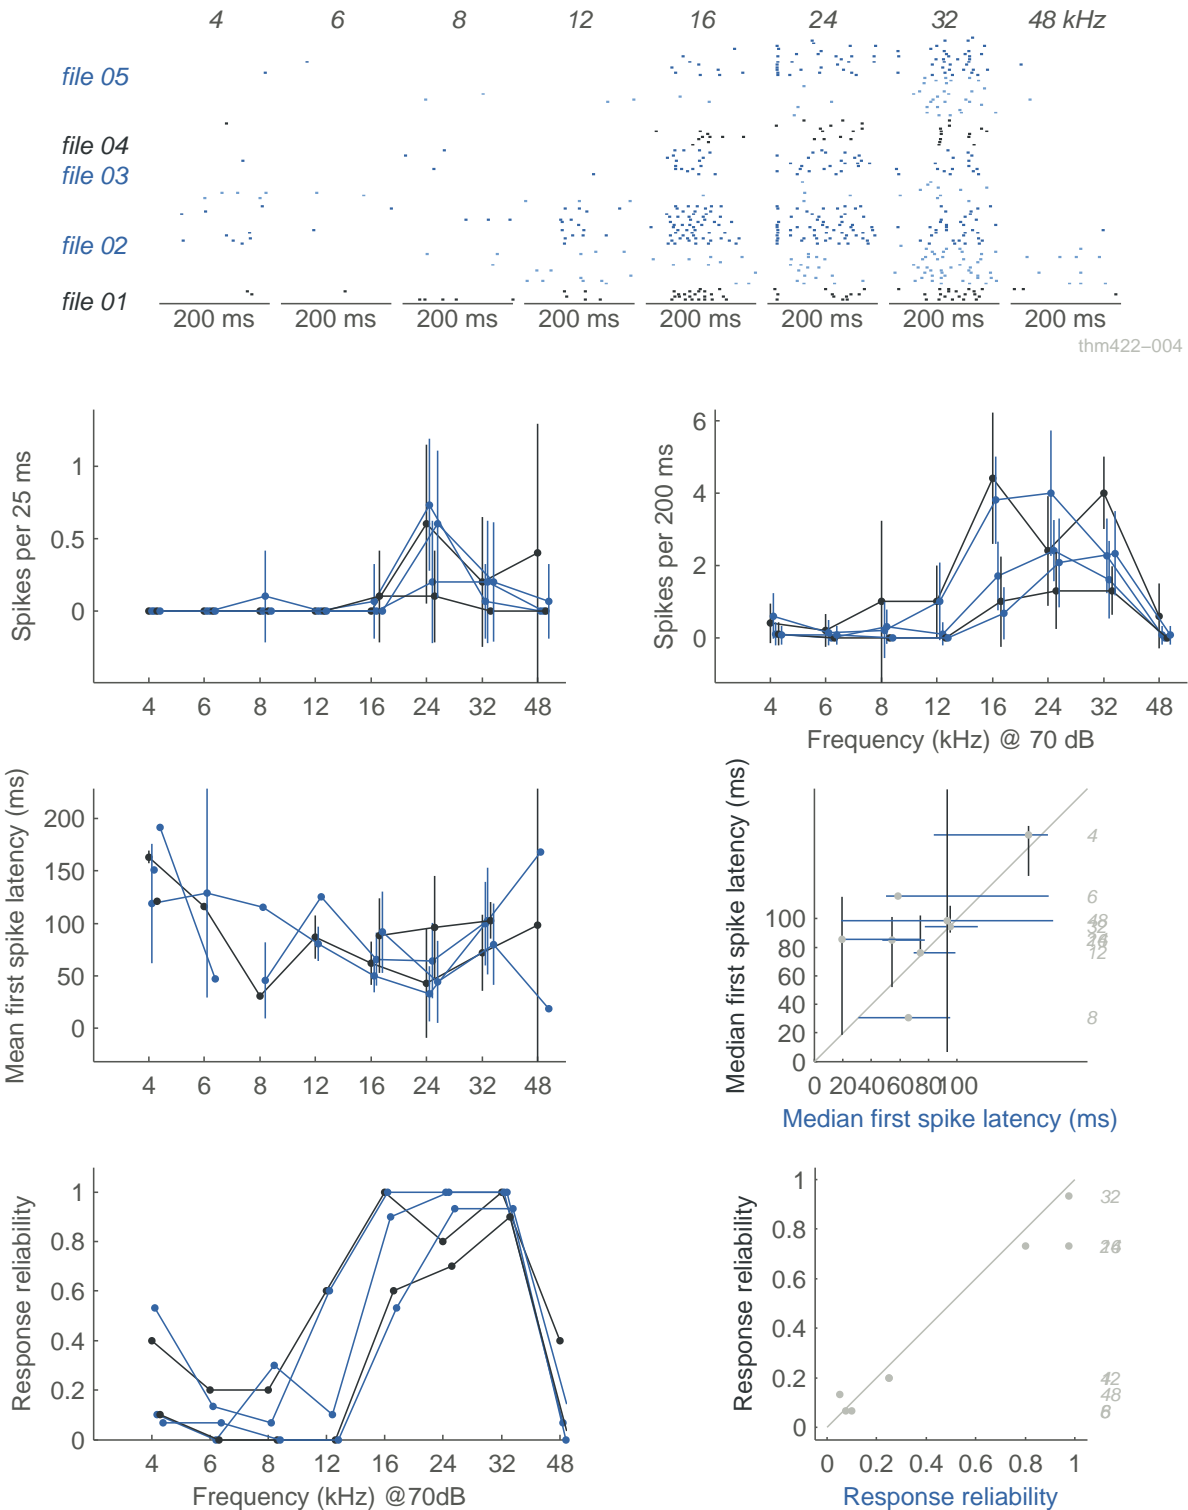 4 6 8 12 16 24 32 48 kHz
file 05
file 04
file 03
file 02
file 01
200 ms 200 ms 200 ms 200 ms 200 ms 200 ms 200 ms 200 ms
thm422–004
Spikes per 25 ms
1
0.5
0
4 6 8 12 16 24 32 48
Spikes per 200 ms
6
4
2
0
4 6 8 12 16 24 32 48
Frequency (kHz) @ 70 dB
Mean first spike latency (ms)
200
150
100
50
0
4 6 8 12 16 24 32 48
Median first spike latency (ms)
100
80
60
40
20
0
0 20 40 60 80 100
Median first spike latency (ms)
4
6
48
32
12
8
Response reliability
1
0.8
0.6
0.4
0.2
0
4 6 8 12 16 24 32 48
Frequency (kHz) @70dB
Response reliability
1
0.8
0.6
0.4
0.2
0
0 0.2 0.4 0.6 0.8 1
Response reliability
32
48